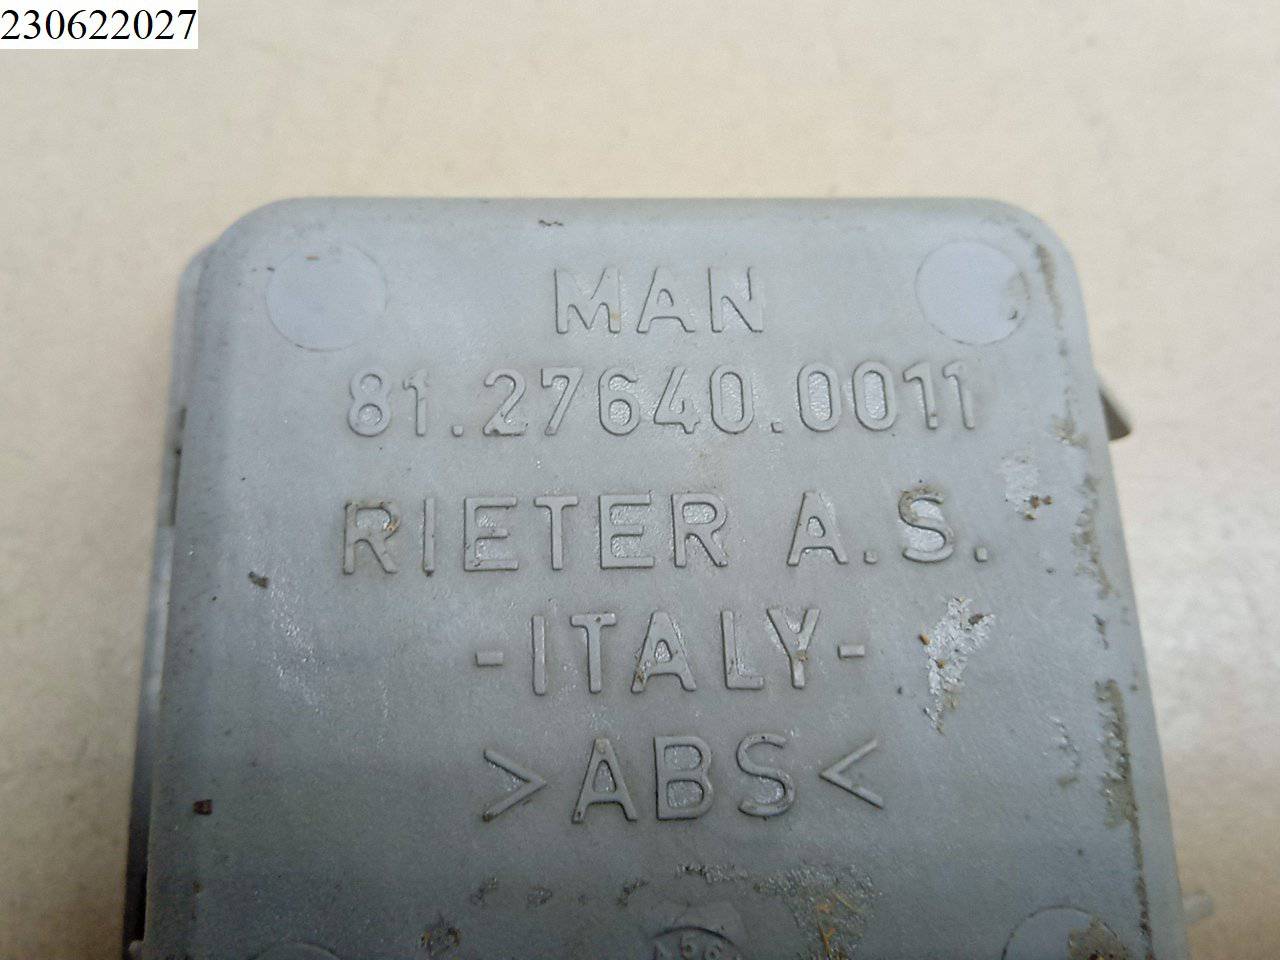 230622027
MAN
81.27640.0011
RIETER A.S.
-ITALY-
>ABS<